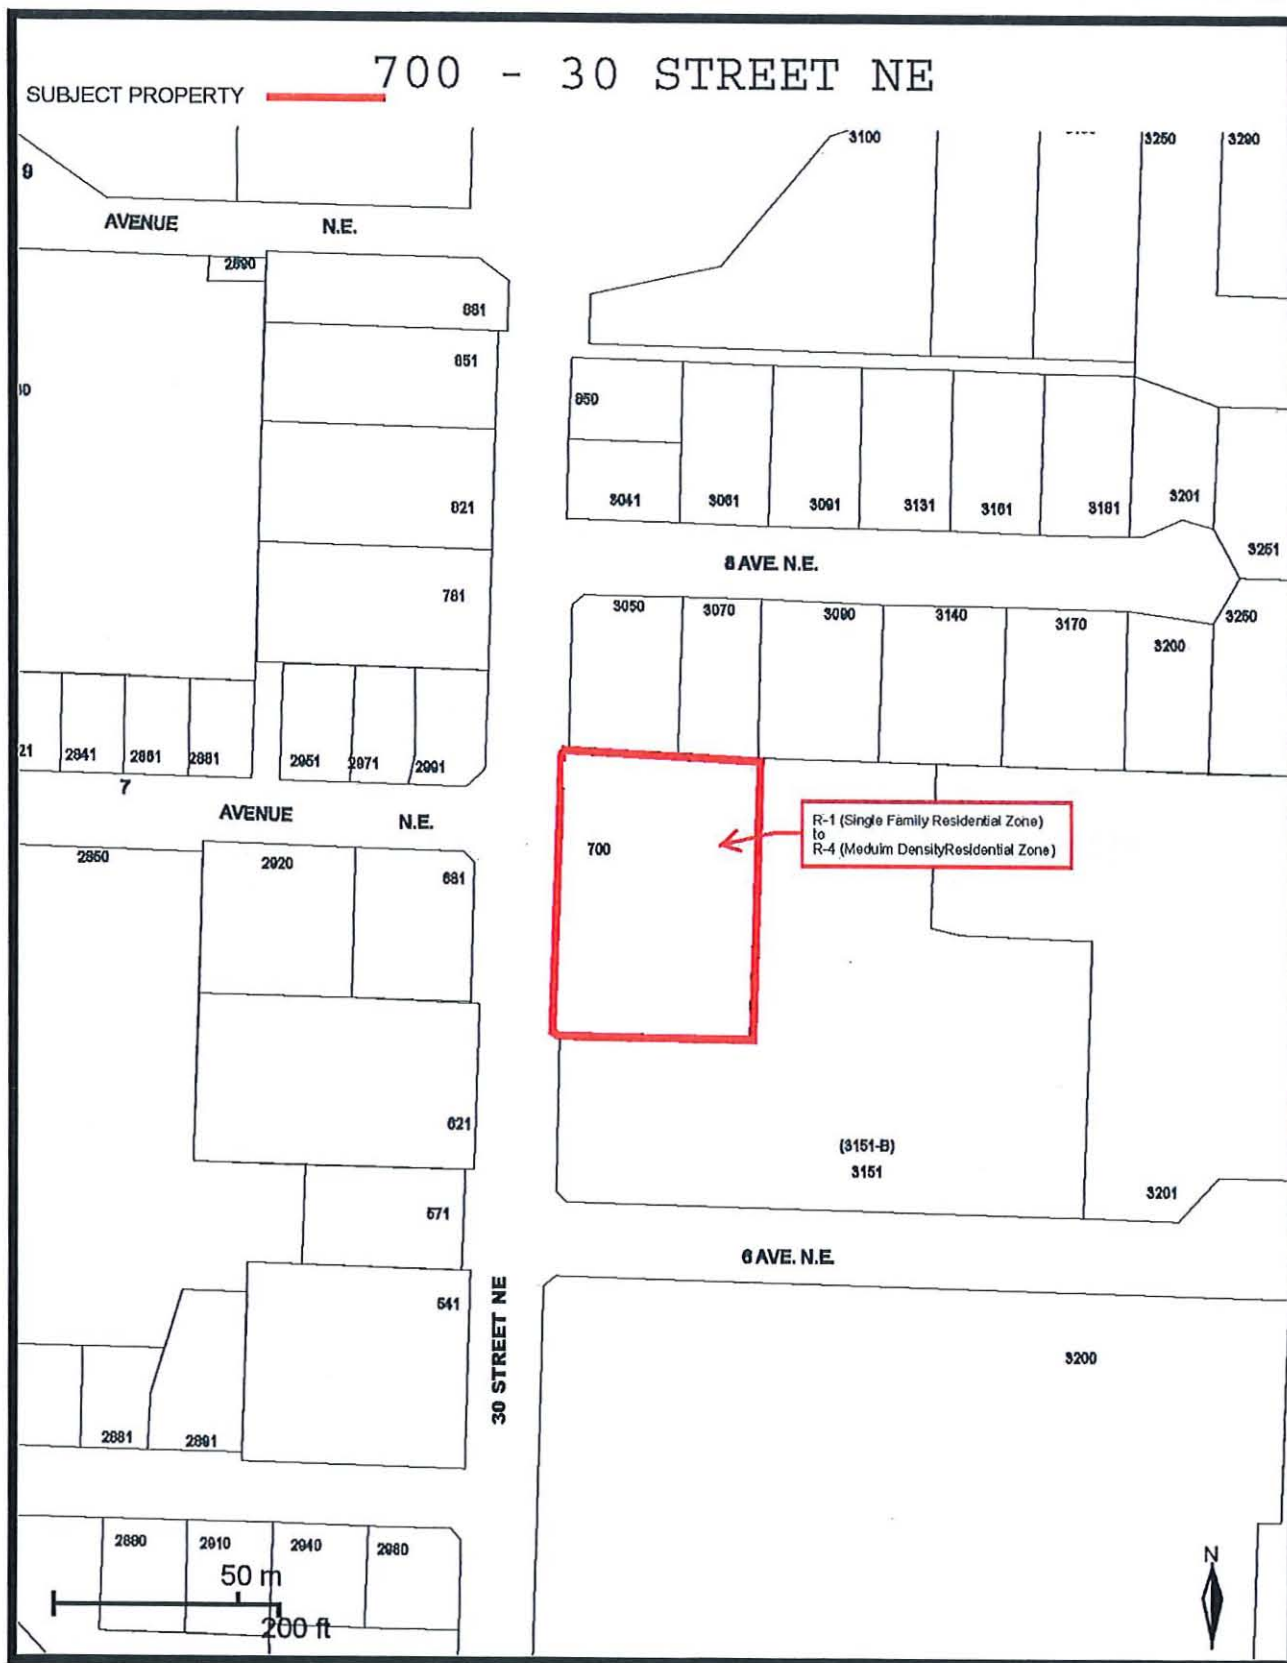 700 - 30 STREET NE
SUBJECT PROPERTY
3100
3250
3290
9
AVENUE N.E.
2890
881
851
850
821
3041 3061 3091 3131 3161 3181 3201
3251
8 AVE. N.E.
781
3050 3070 3090 3140 3170 3200 3260
21 2841 2861 2881 2951 2971 2991
7
AVENUE N.E.
R-1 (Single Family Residential Zone)
to
R-4 (Meduim DensityResidential Zone)
700
2850 2920 681
621
(3151-B)
3151
3201
571
6 AVE. N.E.
541
30 STREET NE
3200
2881 2891
2880 2910 2940 2980
50 m
200 ft
N